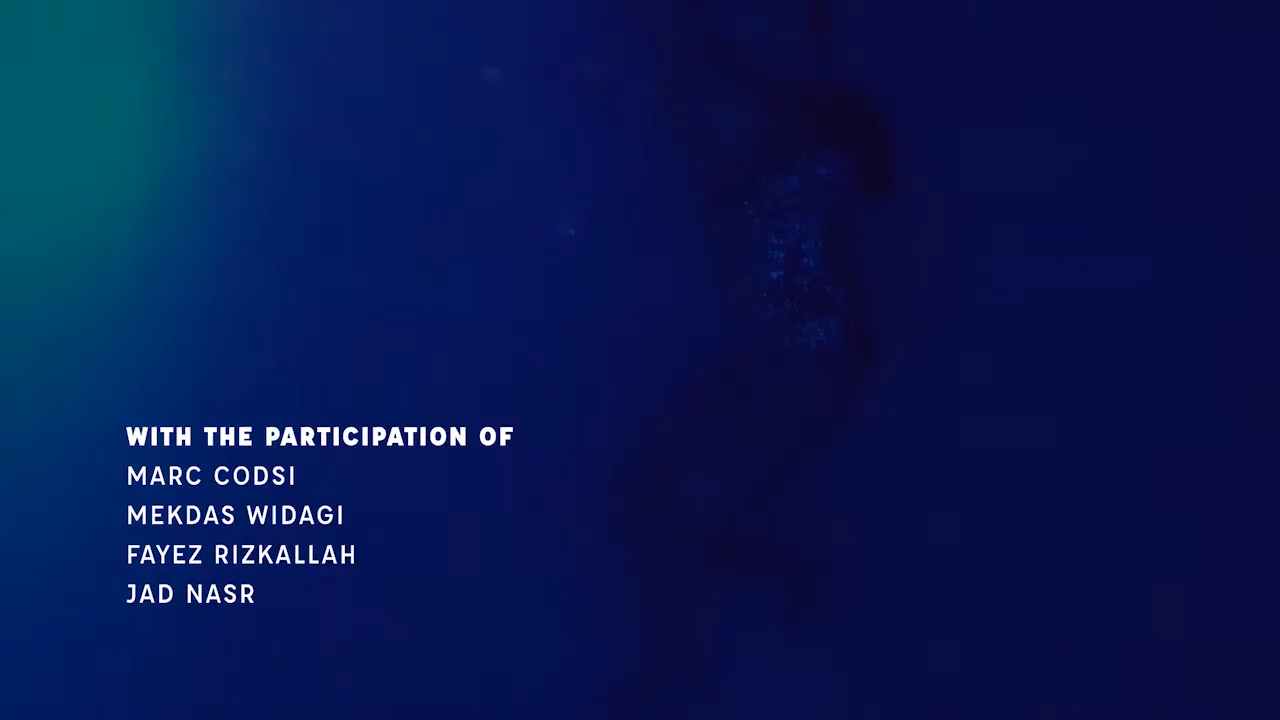 WITH THE PARTICIPATION OF
MARC CODSI
MEKDAS WIDAGI
FAYEZ RIZKALLAH
JAD NASR